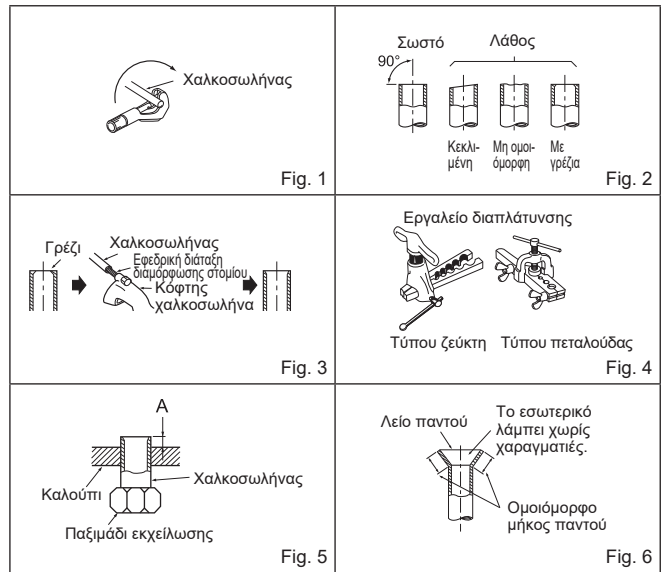 Χαλκοσωλήνας
Fig. 1
Σωστό
Λάθος
90°
Κεκλι-
μένη
Μη ομοι-
όμορφη
Με
γρέζια
Fig. 2
Γρέζι
Χαλκοσωλήνας
Εφεδρική διάταξη
διαμόρφωσης στομίου
Κόφτης
χαλκοσωλήνα
Fig. 3
Εργαλείο διαπλάτυνσης
Τύπου ζεύκτη
Τύπου πεταλούδας
Fig. 4
A
Καλούπι
Χαλκοσωλήνας
Παξιμάδι εκχείλωσης
Fig. 5
Λείο παντού
Το εσωτερικό
λάμπει χωρίς
χαραγματιές.
Ομοιόμορφο
μήκος παντού
Fig. 6